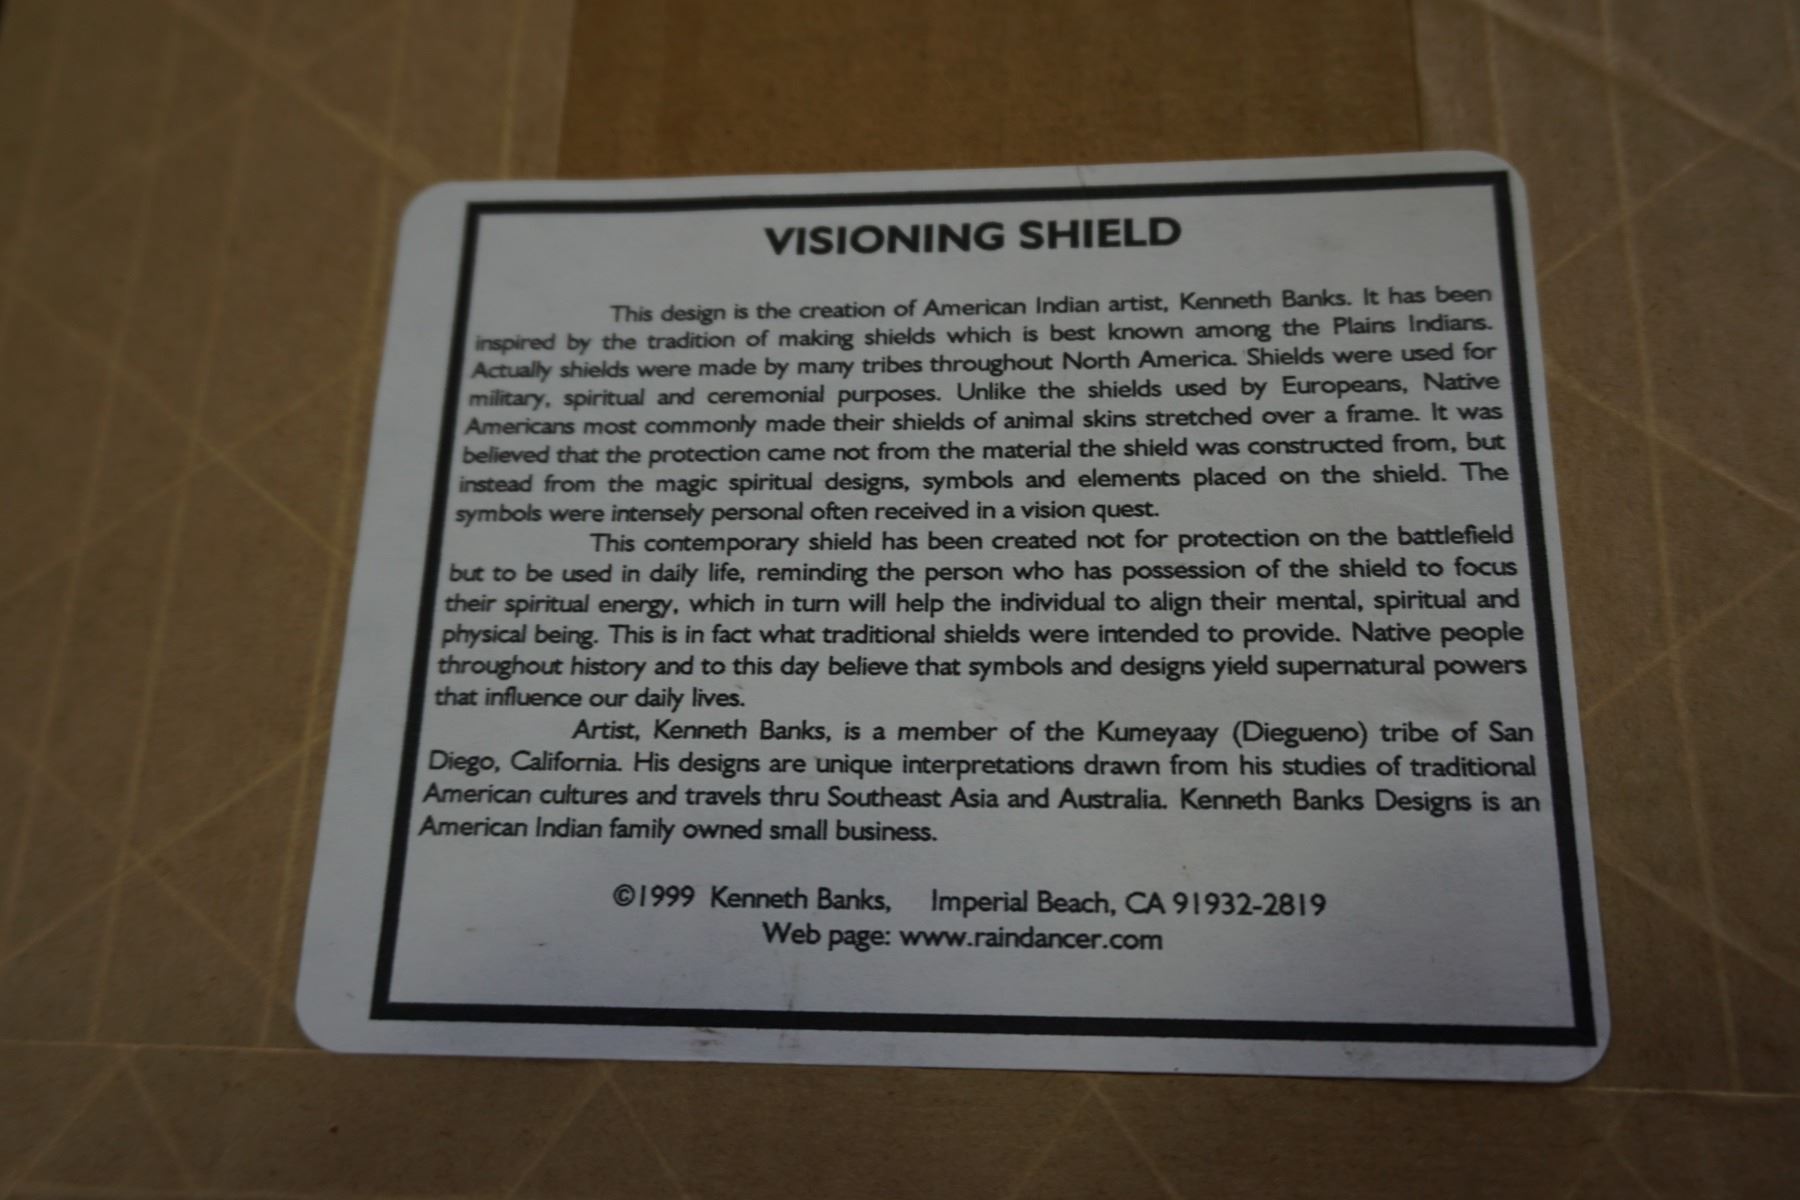 VISIONING SHIELD
This design is the creation of American Indian artist, Kenneth Banks. It has been
inspired by the tradition of making shields which is best known among the Plains Indians.
Actually shields were made by many tribes throughout North America. Shields were used for
military, spiritual and ceremonial purposes. Unlike the shields used by Europeans, Native
Americans most commonly made their shields of animal skins stretched over a frame. It was
believed that the protection came not from the material the shield was constructed from, but
instead from the magic spiritual designs, symbols and elements placed on the shield. The
symbols were intensely personal often received in a vision quest.
This contemporary shield has been created not for protection on the battlefield
but to be used in daily life, reminding the person who has possession of the shield to focus
their spiritual energy, which in turn will help the individual to align their mental, spiritual and
physical being. This is in fact what traditional shields were intended to provide. Native people
throughout history and to this day believe that symbols and designs yield supernatural powers
that influence our daily lives.
Artist, Kenneth Banks, is a member of the Kumeyaay (Diegueno) tribe of San
Diego, California. His designs are unique interpretations drawn from his studies of traditional
American cultures and travels thru Southeast Asia and Australia. Kenneth Banks Designs is an
American Indian family owned small business.
©1999 Kenneth Banks, Imperial Beach, CA 91932-2819
Web page: www.raindancer.com